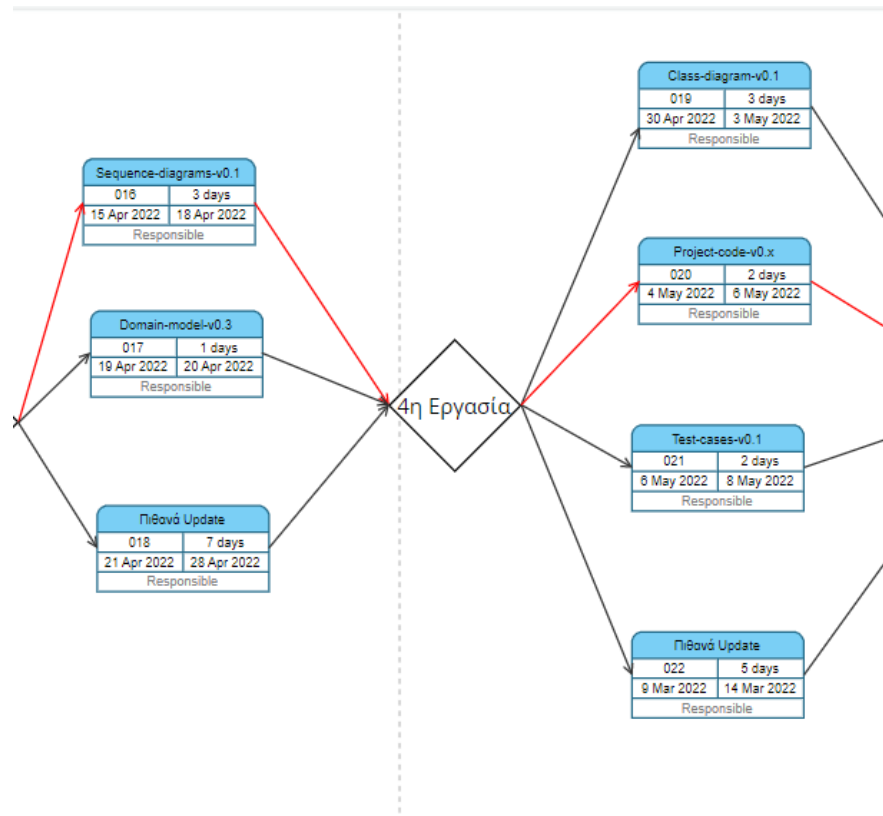 Sequence-diagrams-v0.1
016 3 days
15 Apr 2022 18 Apr 2022
Responsible
Domain-model-v0.3
017 1 days
19 Apr 2022 20 Apr 2022
Responsible
Πιθανά Update
018 7 days
21 Apr 2022 28 Apr 2022
Responsible
4η Εργασία
Class-diagram-v0.1
019 3 days
30 Apr 2022 3 May 2022
Responsible
Project-code-v0.x
020 2 days
4 May 2022 6 May 2022
Responsible
Test-cases-v0.1
021 2 days
6 May 2022 8 May 2022
Responsible
Πιθανά Update
022 5 days
9 Mar 2022 14 Mar 2022
Responsible